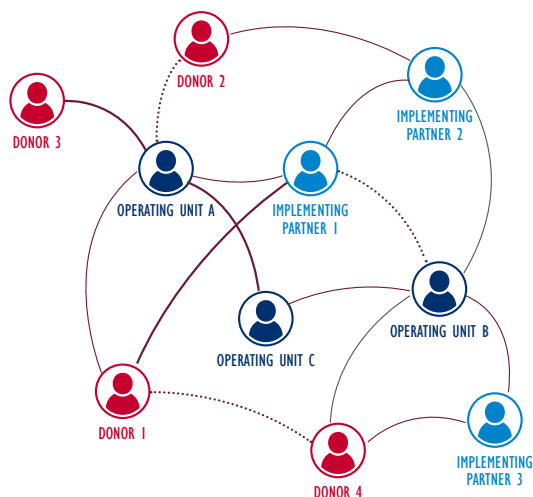 DONOR 2
IMPLEMENTING
PARTNER 2
DONOR 3
OPERATING UNIT A
IMPLEMENTING
PARTNER 1
OPERATING UNIT B
OPERATING UNIT C
DONOR 1
IMPLEMENTING
PARTNER 3
DONOR 4